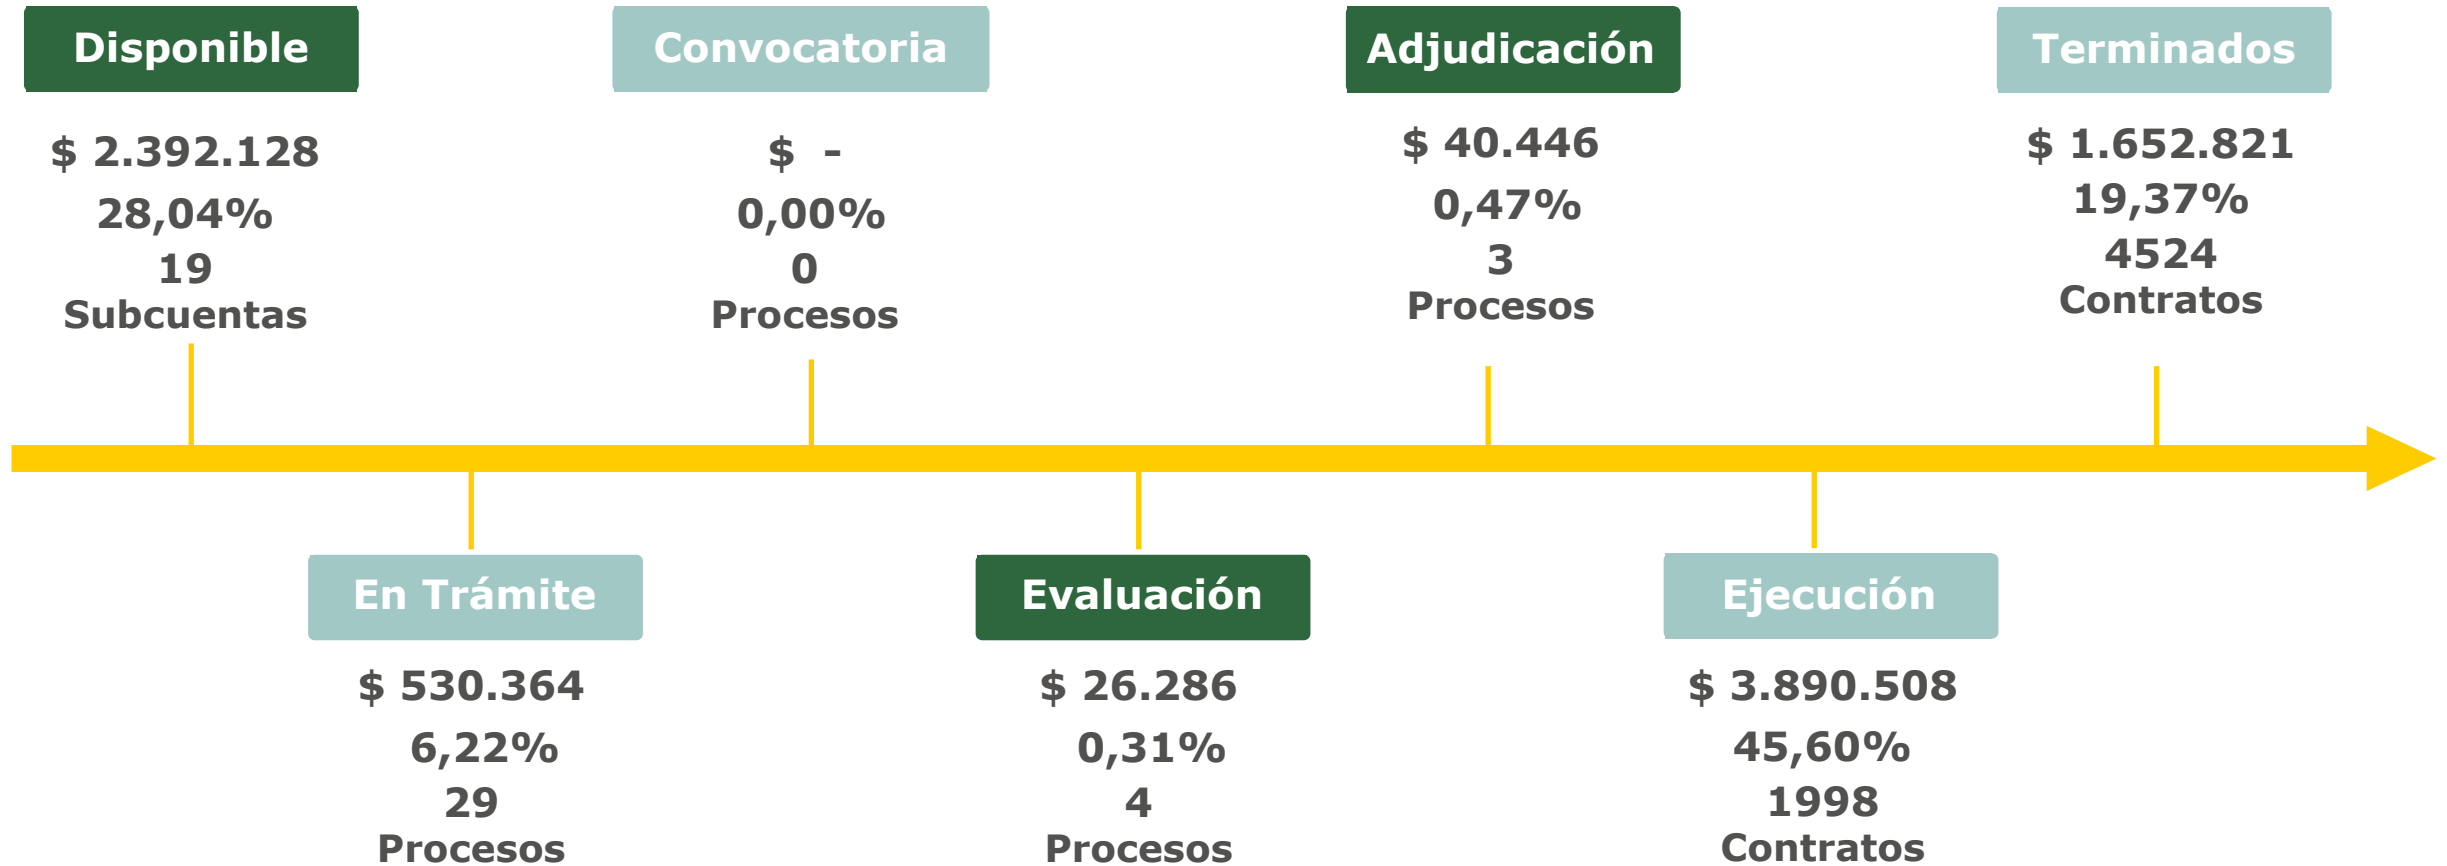 Disponible
$ 2.392.128
28,04%
19
Subcuentas
Convocatoria
$ -
0,00%
0
Procesos
Adjudicación
$ 40.446
0,47%
3
Procesos
Terminados
$ 1.652.821
19,37%
4524
Contratos
En Trámite
$ 530.364
6,22%
29
Procesos
Evaluación
$ 26.286
0,31%
4
Procesos
Ejecución
$ 3.890.508
45,60%
1998
Contratos